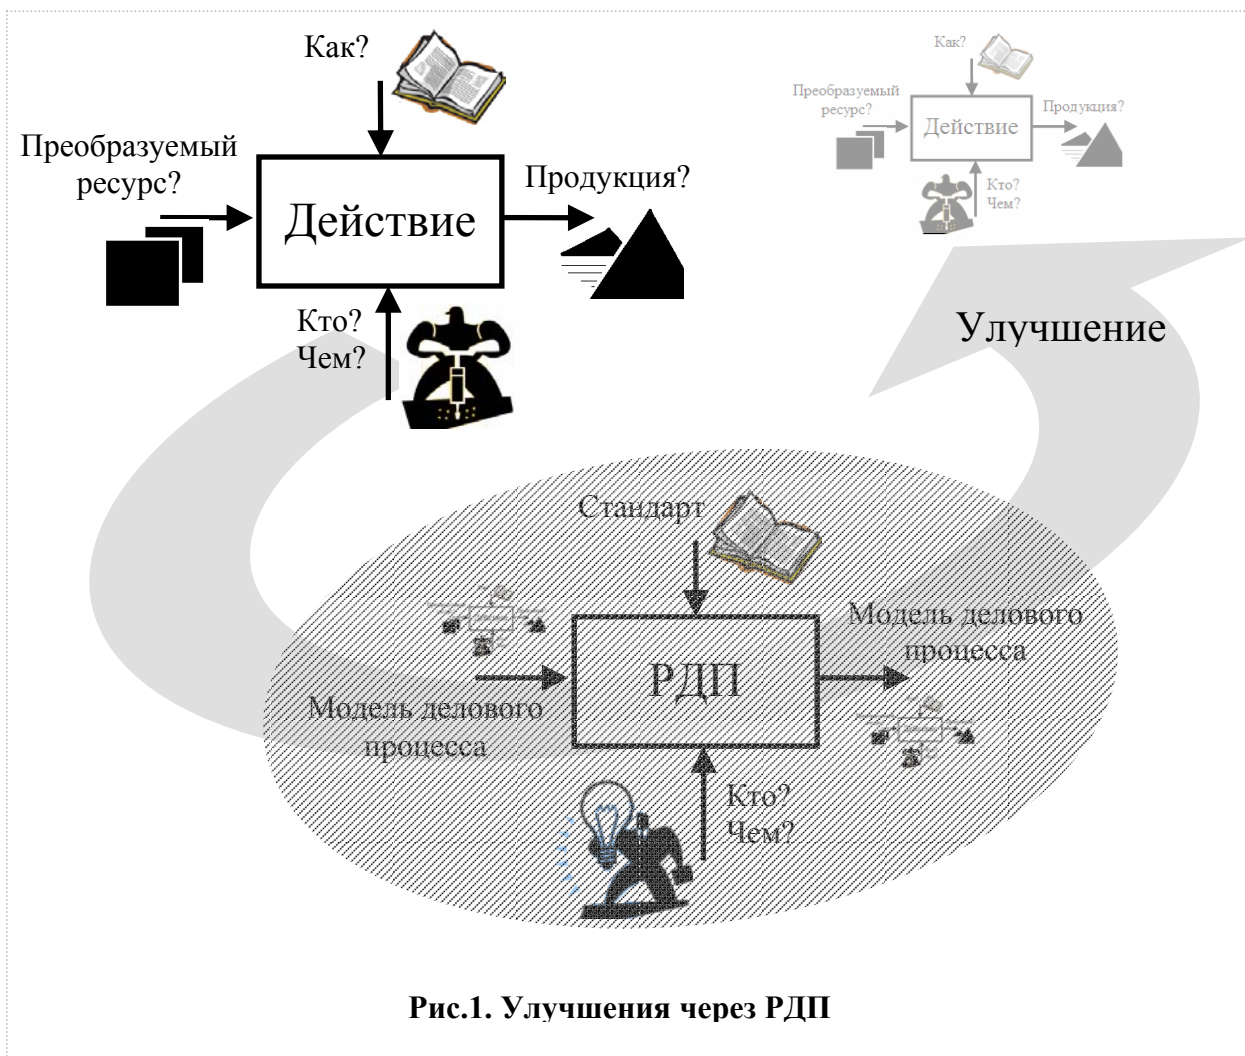 Как?
Преобразуемый
ресурс?
Действие
Продукция?
Кто?
Чем?
Как?
Преобразуемый
ресурс?
Действие
Продукция?
Кто?
Чем?
Улучшение
Стандарт
Модель делового
процесса
РДП
Модель делового
процесса
Кто?
Чем?
Рис.1. Улучшения через РДП